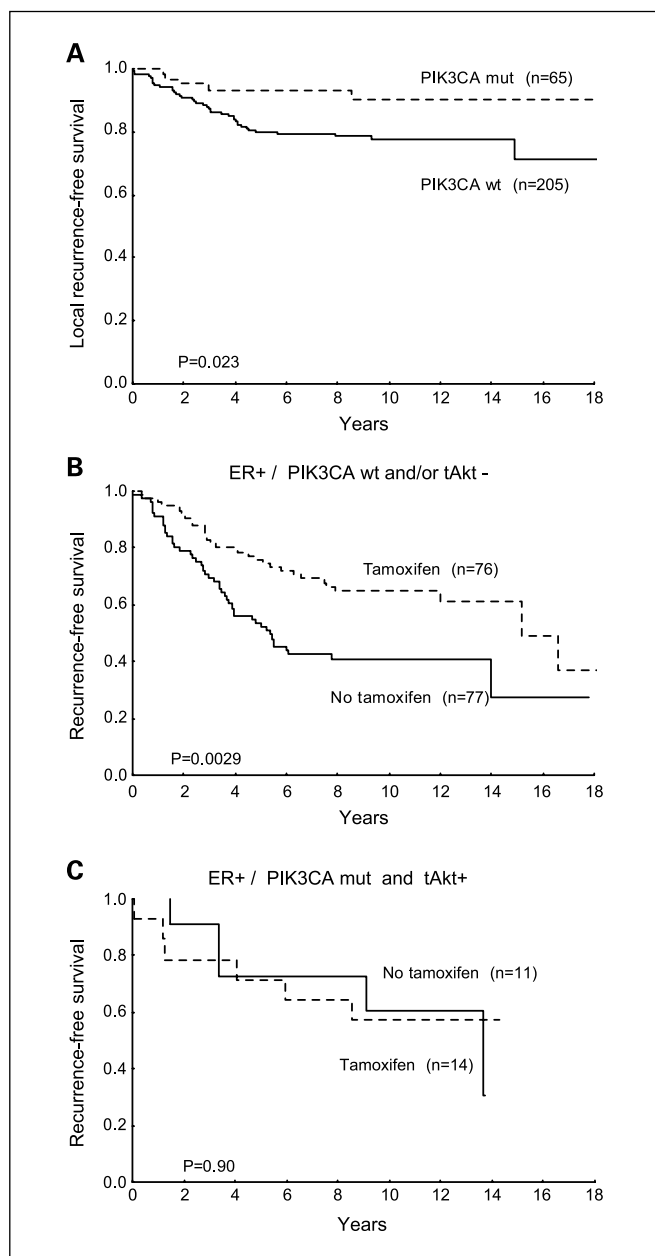 A
1.0
0.8
0.6
0.4
0.2
0.0
Local recurrence-free survival
PIK3CA mut (n=65)
PIK3CA wt (n=205)
P=0.023
0 2 4 6 8 10 12 14 16 18
Years
B
ER+ / PIK3CA wt and/or tAkt -
1.0
0.8
0.6
0.4
0.2
0.0
Recurrence-free survival
Tamoxifen (n=76)
No tamoxifen (n=77)
P=0.0029
0 2 4 6 8 10 12 14 16 18
Years
C
ER+ / PIK3CA mut and tAkt+
1.0
0.8
0.6
0.4
0.2
0.0
Recurrence-free survival
No tamoxifen (n=11)
Tamoxifen (n=14)
P=0.90
0 2 4 6 8 10 12 14 16 18
Years